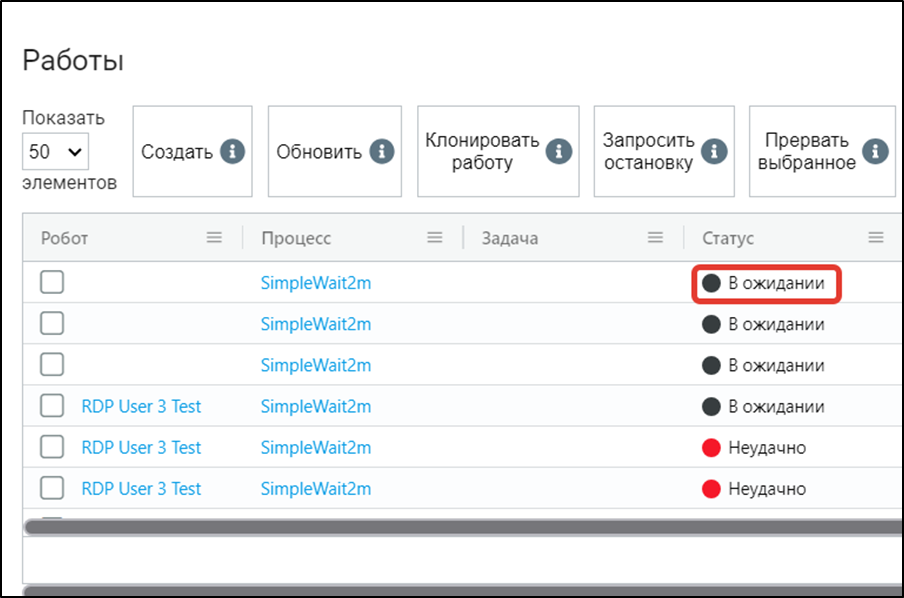 Работы
Показать
50
элементов
Создать
Обновить
Клонировать
работу
Запросить
остановку
Прервать
выбранное
Робот Процесс Задача Статус
SimpleWait2m В ожидании
SimpleWait2m В ожидании
SimpleWait2m В ожидании
RDP User 3 Test SimpleWait2m В ожидании
RDP User 3 Test SimpleWait2m Неудачно
RDP User 3 Test SimpleWait2m Неудачно